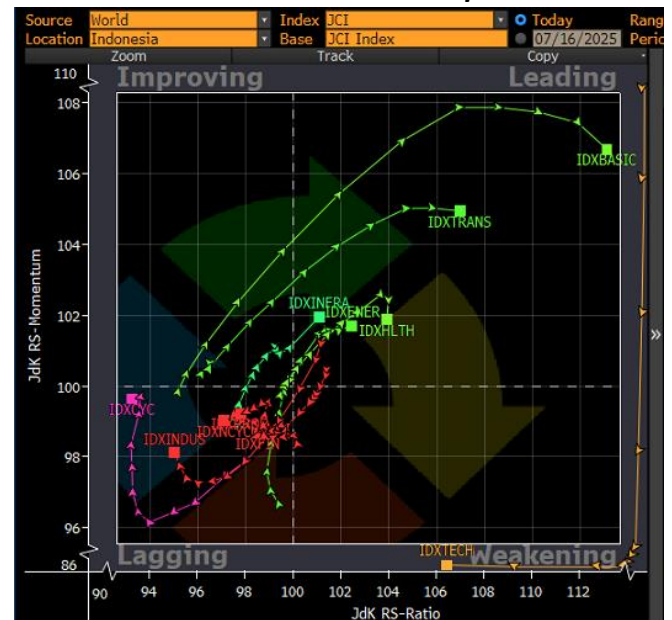 Source World Index JCI Today Rang
Location Indonesia Base JCI Index 07/16/2025 Peri
Zoom Track Copy
110 Improving Leading
108
106
104
102
100
98
96
86
JdK RS-Momentum
IDXBASIC
IDXTRANS
IDXINFRA
IDXENER
IDXHLTH
IDXCYC
IDXINDUS
IDXNCYC
IDXFIN
IDXTECH
Lagging Weakening
»
90 94 96 98 100 102 104 106 108 112
JdK RS-Ratio